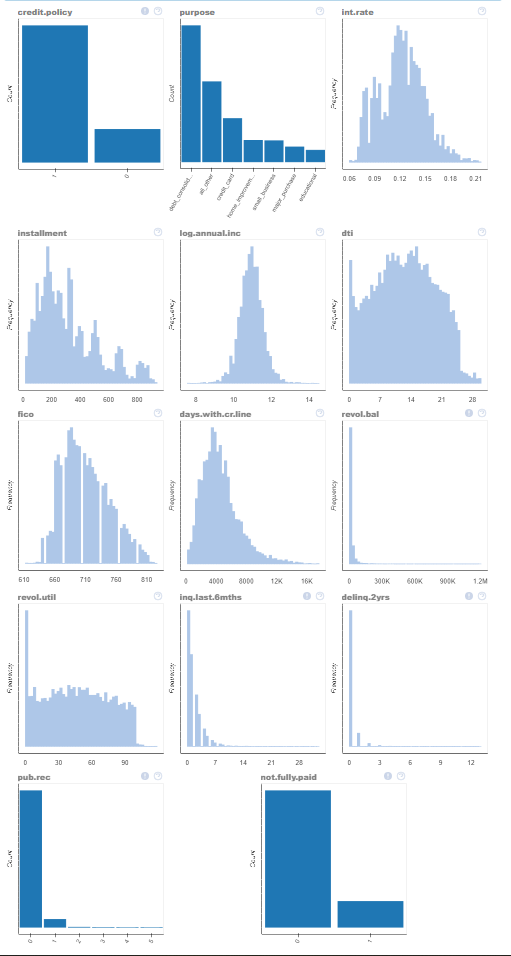 credit.policy
Count
1 0
purpose
Count
debt_consolid... all_other credit_card home_improvem... small_business major_purchase educational
int.rate
Frequency
0.06 0.09 0.12 0.15 0.18 0.21
installment
Frequency
0 200 400 600 800
log.annual.inc
Frequency
8 10 12 14
dti
Frequency
0 7 14 21 28
fico
Frequency
610 660 710 760 810
days.with.cr.line
Frequency
0 4000 8000 12K 16K
revol.bal
Frequency
0 300K 600K 900K 1.2M
revol.util
Frequency
0 30 60 90
inq.last.6mths
Frequency
0 7 14 21 28
delinq.2yrs
Frequency
0 3 6 9 12
pub.rec
Count
0 1 2 3 4 5
not.fully.paid
Count
0 1